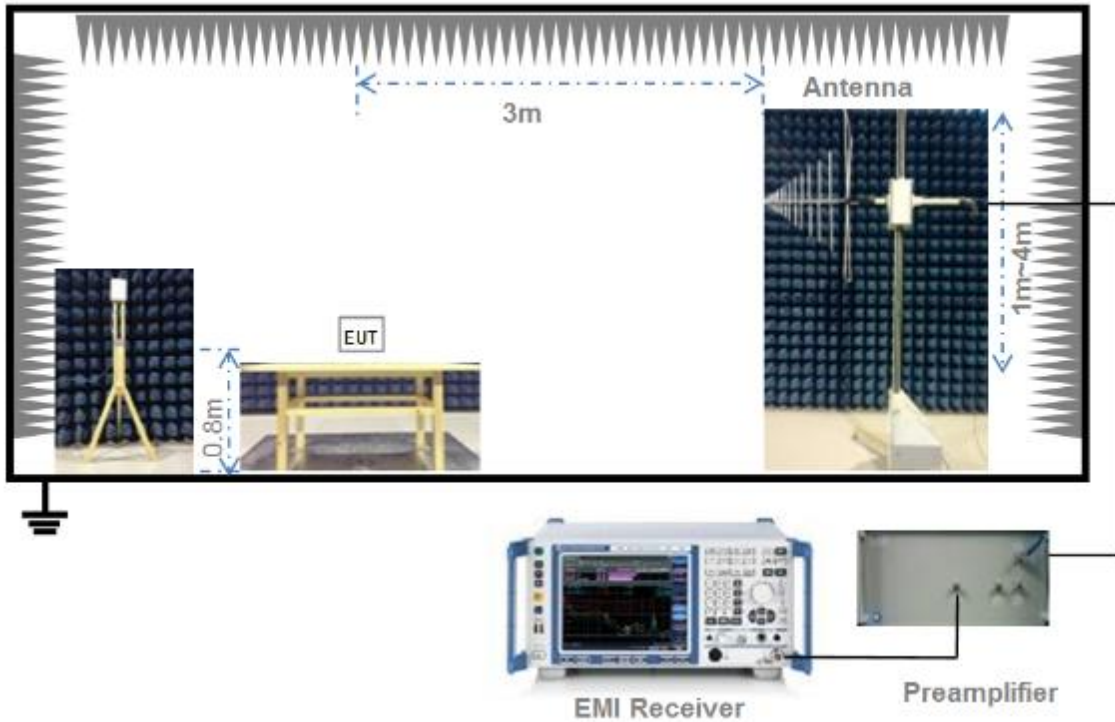 Antenna
3m
1m~4m
EUT
0.8m
EMI Receiver
Preamplifier